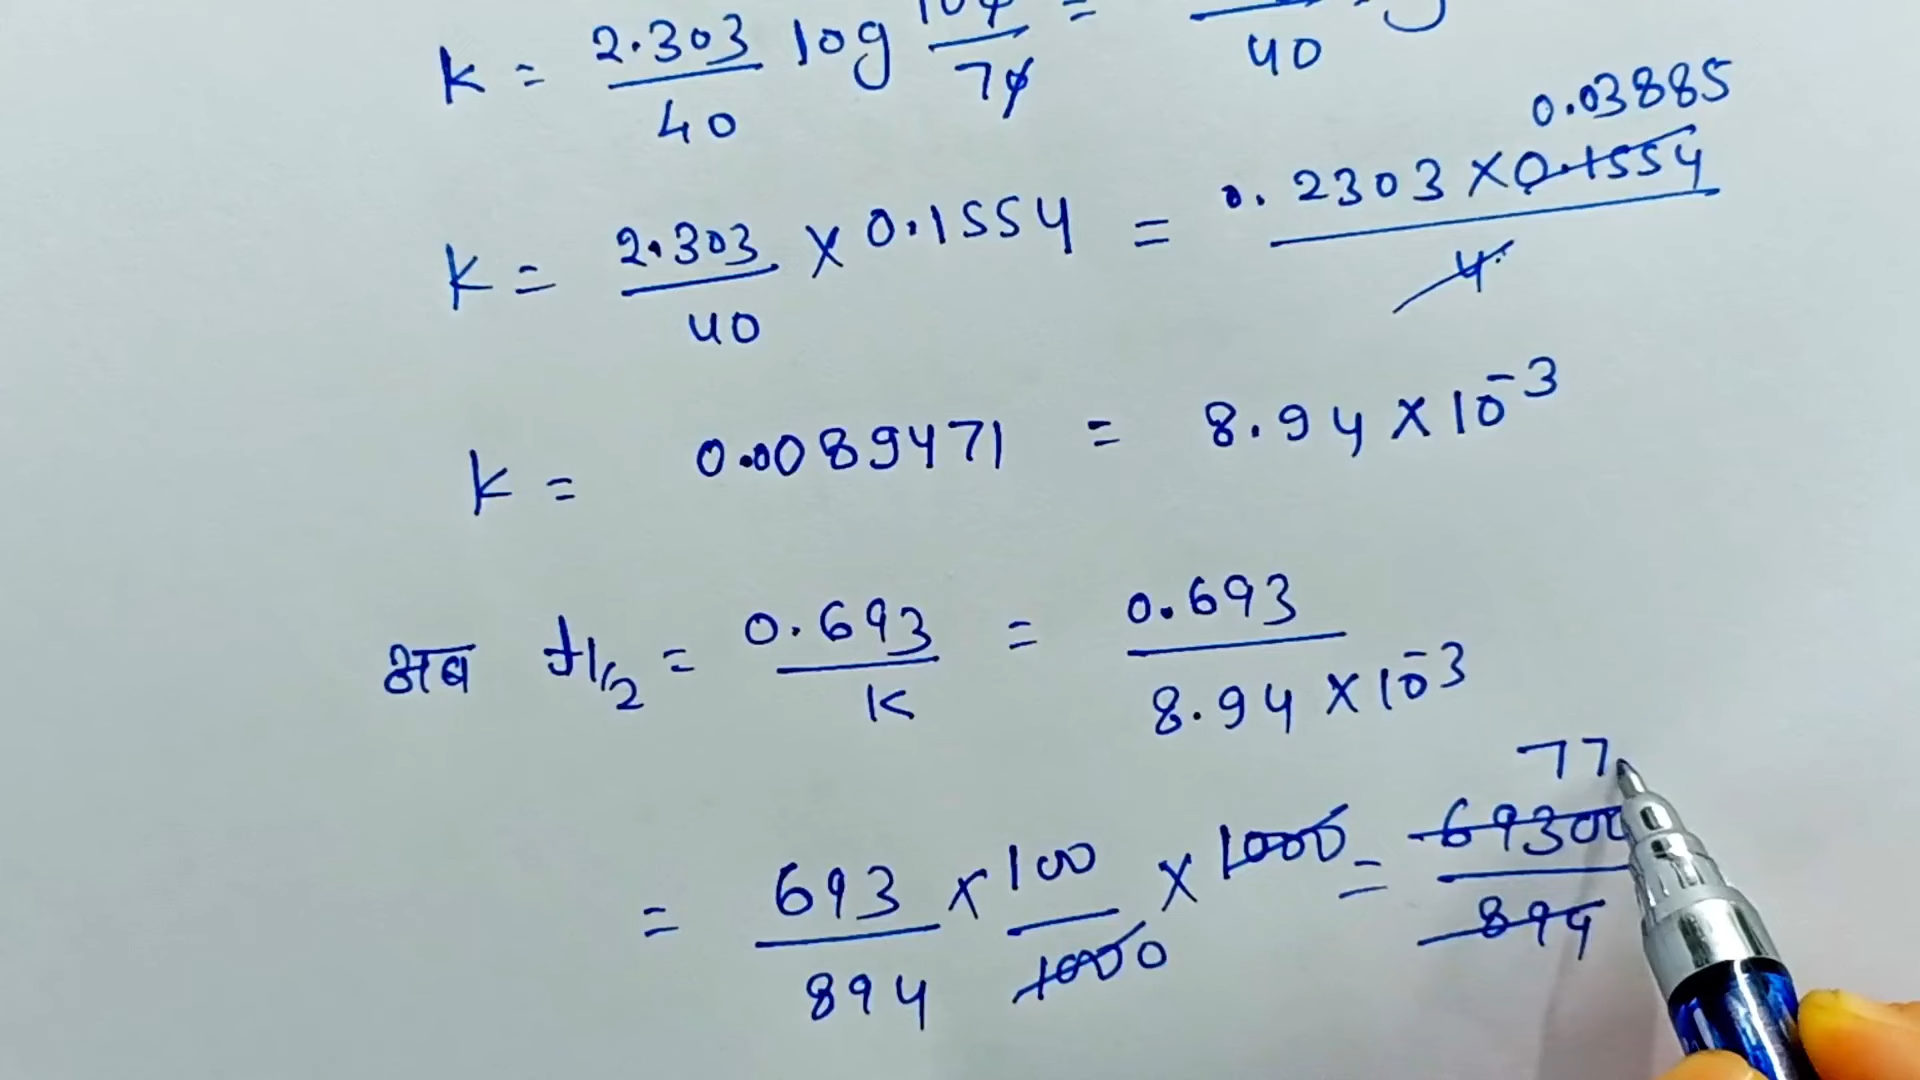 K = 2.303/40 log 10/7 = /40
0.03885
K = 2.303/40 × 0.1554 = 0.2303 × 0.1554/4
K = 0.0089471 = 8.94 × 10⁻³
अब t1/2 = 0.693/K = 0.693/8.94 × 10⁻³
77
= 693/894 × 100/1000 × 1000 = 69300/894